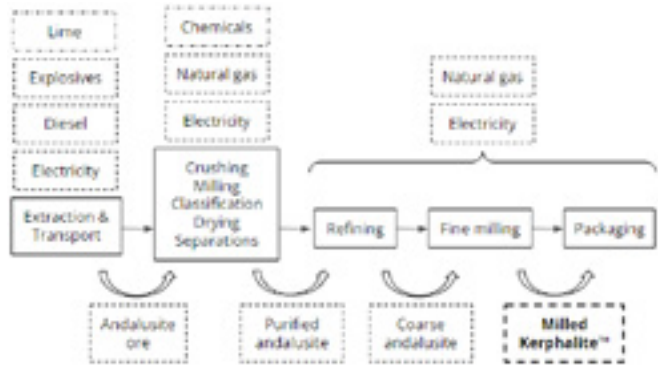 Lime
Explosives
Diesel
Electricity
Extraction &
Transport
Chemicals
Natural gas
Electricity
Crushing
Milling
Classification
Drying
Separations
Natural gas
Electricity
Refining
Fine milling
Packaging
Andalusite
ore
Purified
andalusite
Coarse
andalusite
Milled
Kerphalite™